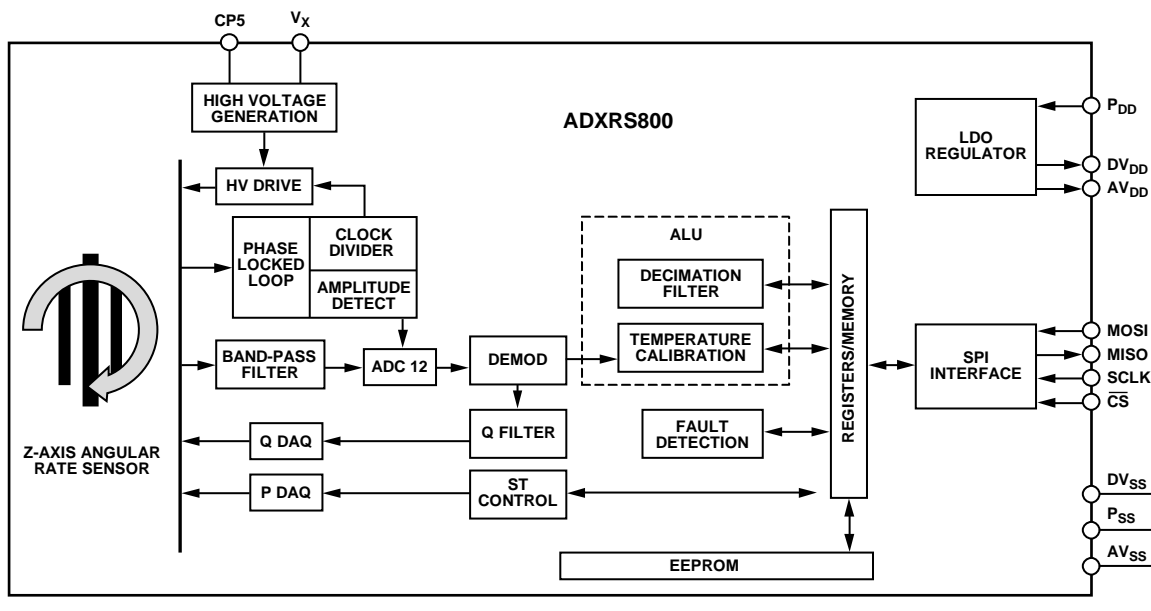 CP5
VX
HIGH VOLTAGE
GENERATION
ADXRS800
PDD
LDO
REGULATOR
DVDD
AVDD
HV DRIVE
PHASE
LOCKED
LOOP
CLOCK
DIVIDER
AMPLITUDE
DETECT
ALU
DECIMATION
FILTER
TEMPERATURE
CALIBRATION
REGISTERS/MEMORY
BAND-PASS
FILTER
ADC 12
DEMOD
SPI
INTERFACE
MOSI
MISO
SCLK
CS
Z-AXIS ANGULAR
RATE SENSOR
Q DAQ
Q FILTER
FAULT
DETECTION
P DAQ
ST
CONTROL
EEPROM
DVSS
PSS
AVSS